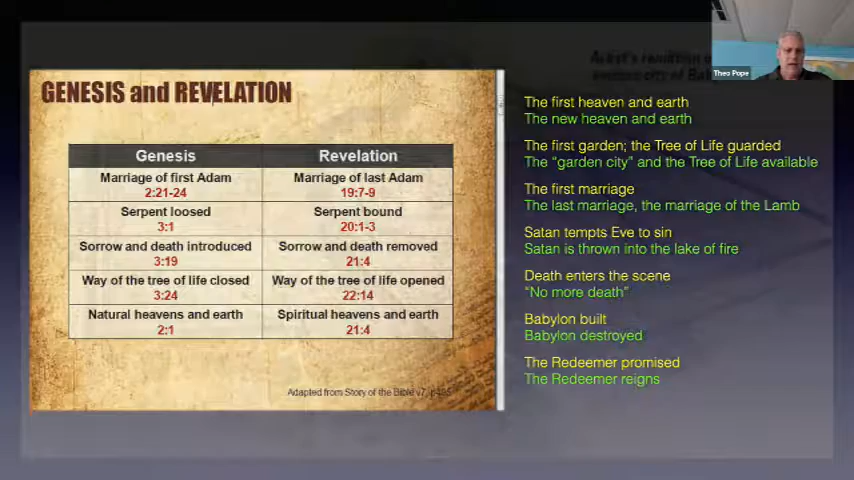 Theo Pope
GENESIS and REVELATION
Genesis Revelation
Marriage of first Adam Marriage of last Adam
2:21-24 19:7-9
Serpent loosed Serpent bound
3:1 20:1-3
Sorrow and death introduced Sorrow and death removed
3:19 21:4
Way of the tree of life closed Way of the tree of life opened
3:24 22:14
Natural heavens and earth Spiritual heavens and earth
2:1 21:4
Adapted from Story of the Bible v7,
The first heaven and earth
The new heaven and earth
The first garden; the Tree of Life guarded
The “garden city” and the Tree of Life available
The first marriage
The last marriage, the marriage of the Lamb
Satan tempts Eve to sin
Satan is thrown into the lake of fire
Death enters the scene
“No more death”
Babylon built
Babylon destroyed
The Redeemer promised
The Redeemer reigns